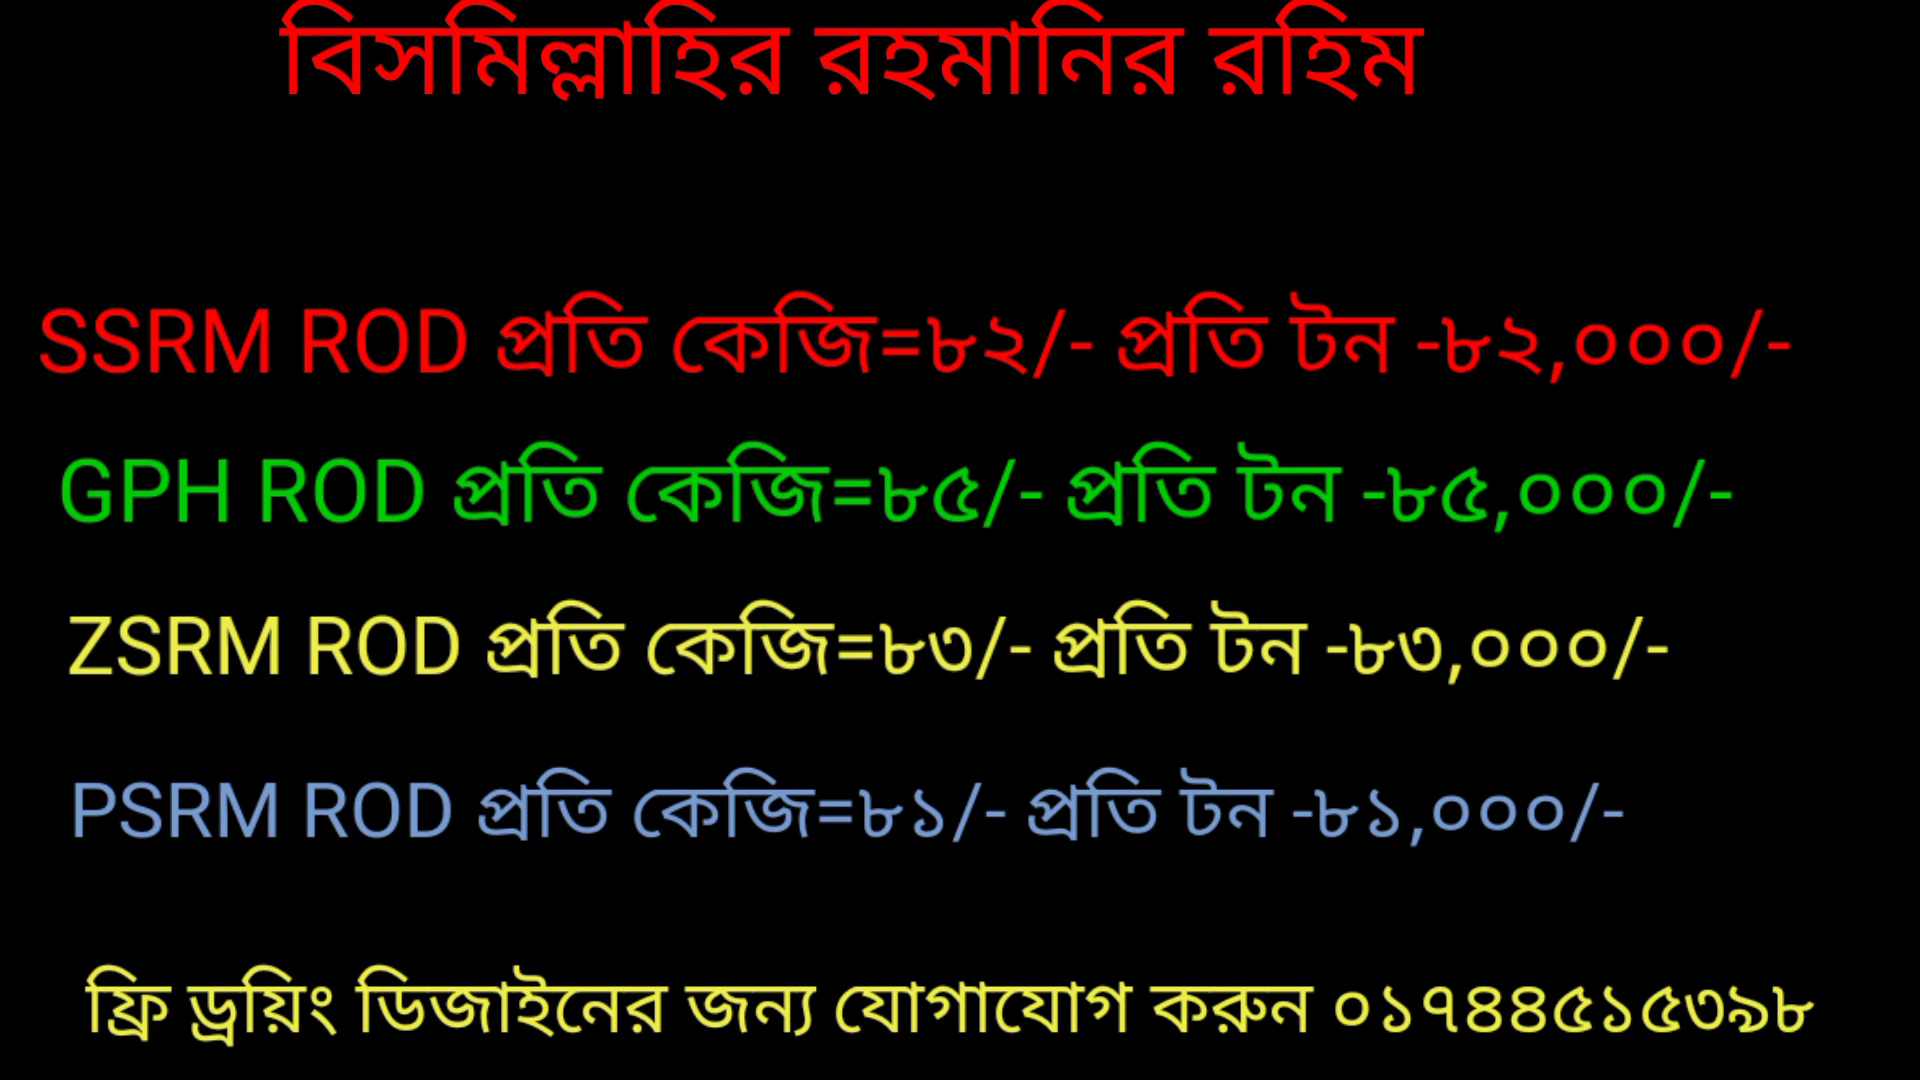 বিসমিল্লাহির রহমানির রহিম
SSRM ROD প্রতি কেজি=৮২/- প্রতি টন -৮২,০০০/-
GPH ROD প্রতি কেজি=৮৫/- প্রতি টন -৮৫,০০০/-
ZSRM ROD প্রতি কেজি=৮৩/- প্রতি টন -৮৩,০০০/-
PSRM ROD প্রতি কেজি=৮১/- প্রতি টন -৮১,০০০/-
ফ্রি ড্রয়িং ডিজাইনের জন্য যোগাযোগ করুন ০১৭৪৪৫১৫৩৯৮